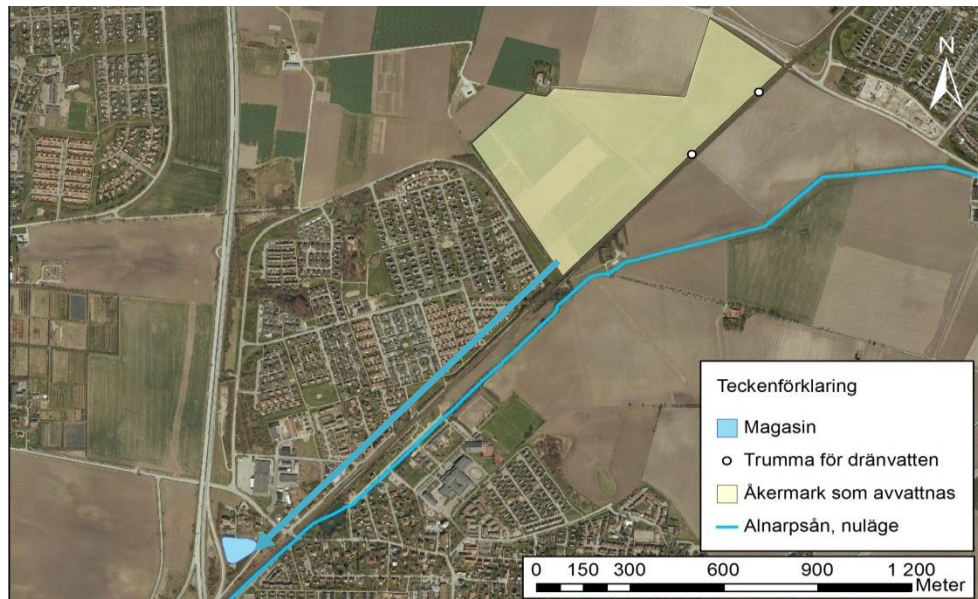 N
Teckenförklaring
Magasin
Trumma för dränvatten
Åkermark som avvattnas
Alnarpsån, nuläge
0 150 300 600 900 1 200
Meter